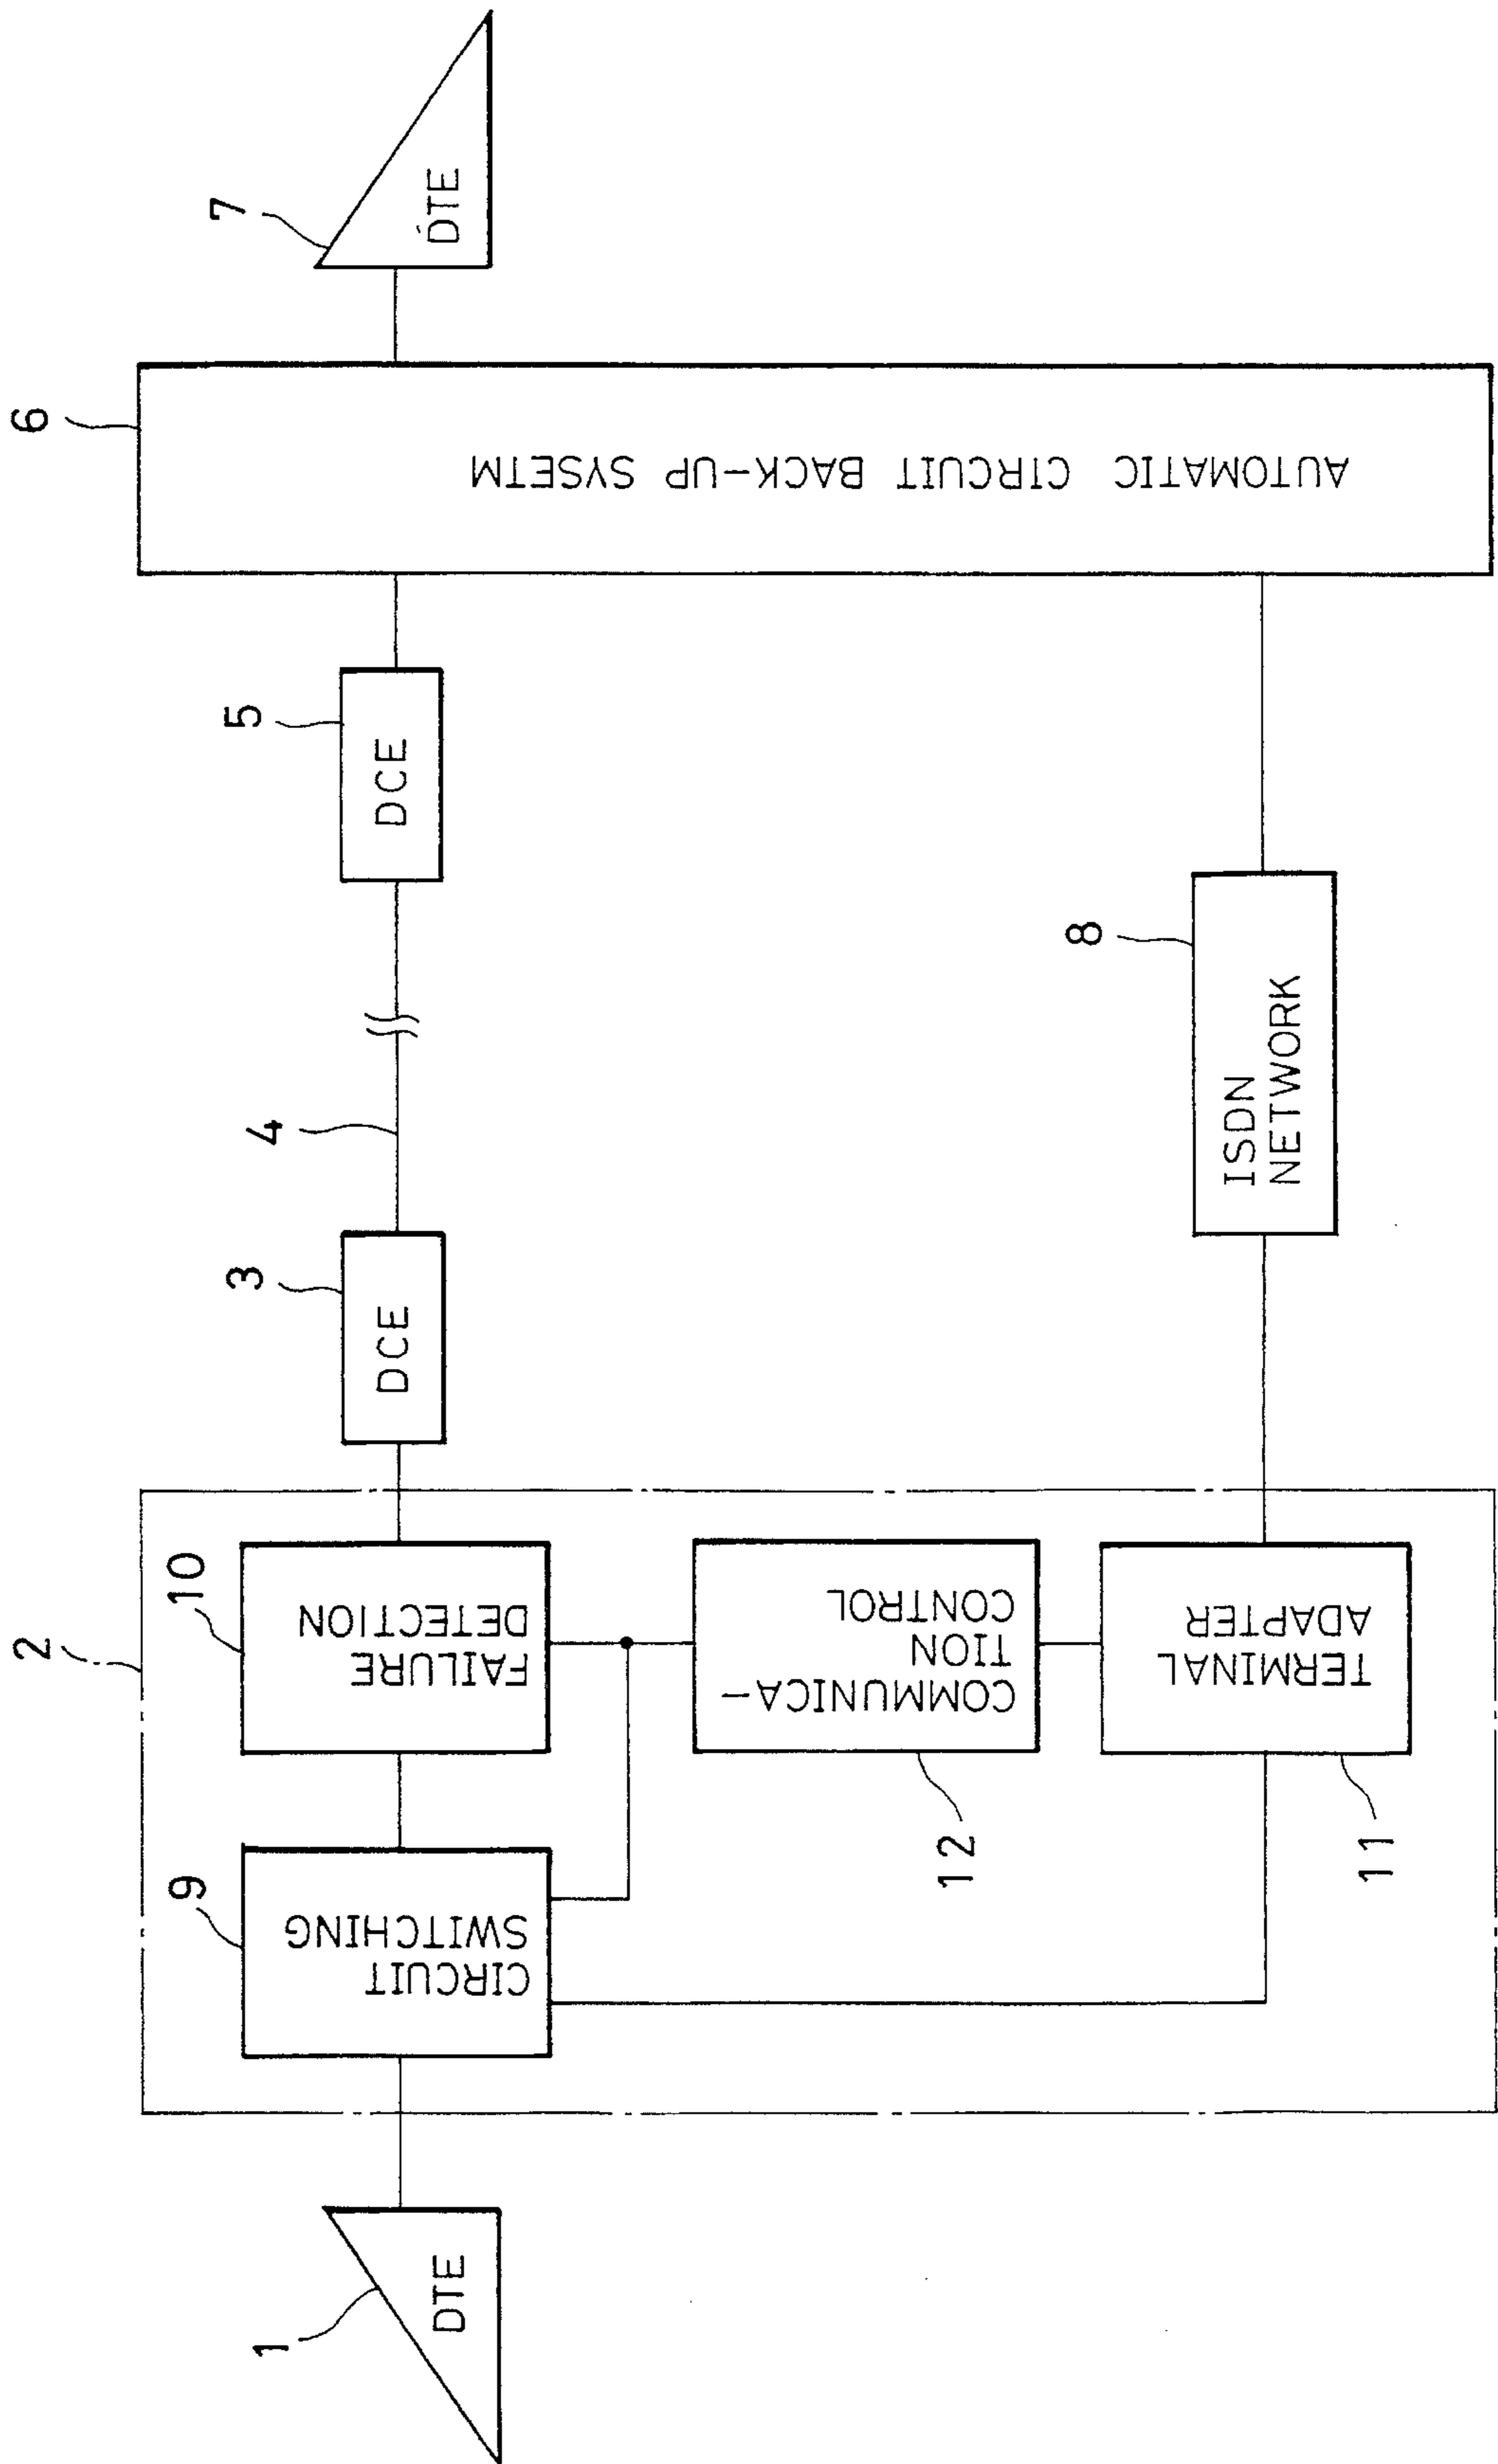 1
DTE
2
9
CIRCUIT
SWITCHING
10
FAILURE
DETECTION
12
COMMUNICA-
TION
CONTROL
11
TERMINAL
ADAPTER
3
DCE
4
5
DCE
8
ISDN
NETWORK
6
AUTOMATIC CIRCUIT BACK-UP SYSETM
7
DTE